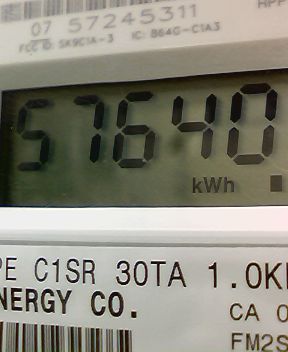 07 57245311
FCC ID: SK9C1A-3 IC: 864G-C1A3
57640
kWh
C1SR 30TA 1.0K
NERGY CO.
CA 0
FM2S